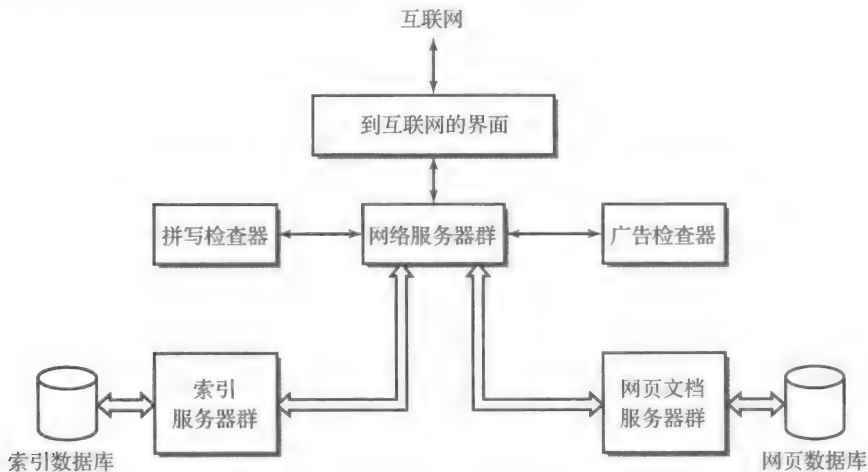 互联网
到互联网的界面
拼写检查器
网络服务器群
广告检查器
索引
服务器群
网页文档
服务器群
索引数据库
网页数据库